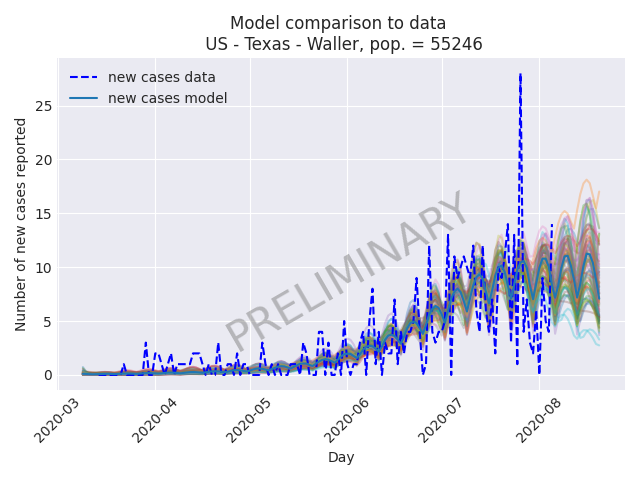 Model comparison to data
US - Texas - Waller, pop. = 55246
new cases data
new cases model
PRELIMINARY
Number of new cases reported
25
20
15
10
5
0
2020-03
2020-04
2020-05
2020-06
2020-07
2020-08
Day